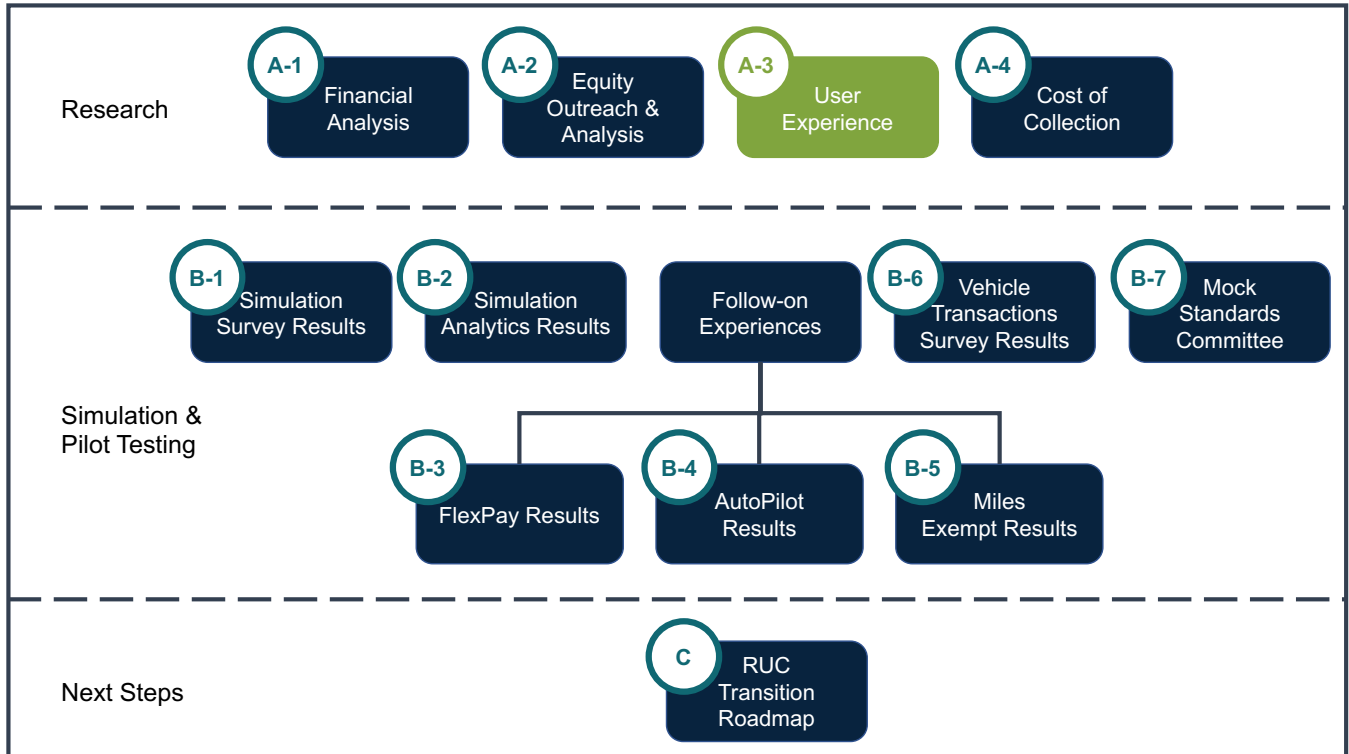 Research
A-1
Financial
Analysis
A-2
Equity
Outreach &
Analysis
A-3
User
Experience
A-4
Cost of
Collection
Simulation &
Pilot Testing
B-1
Simulation
Survey Results
B-2
Simulation
Analytics Results
Follow-on
Experiences
B-6
Vehicle
Transactions
Survey Results
B-7
Mock
Standards
Committee
B-3
FlexPay Results
B-4
AutoPilot
Results
B-5
Miles
Exempt Results
Next Steps
C
RUC
Transition
Roadmap